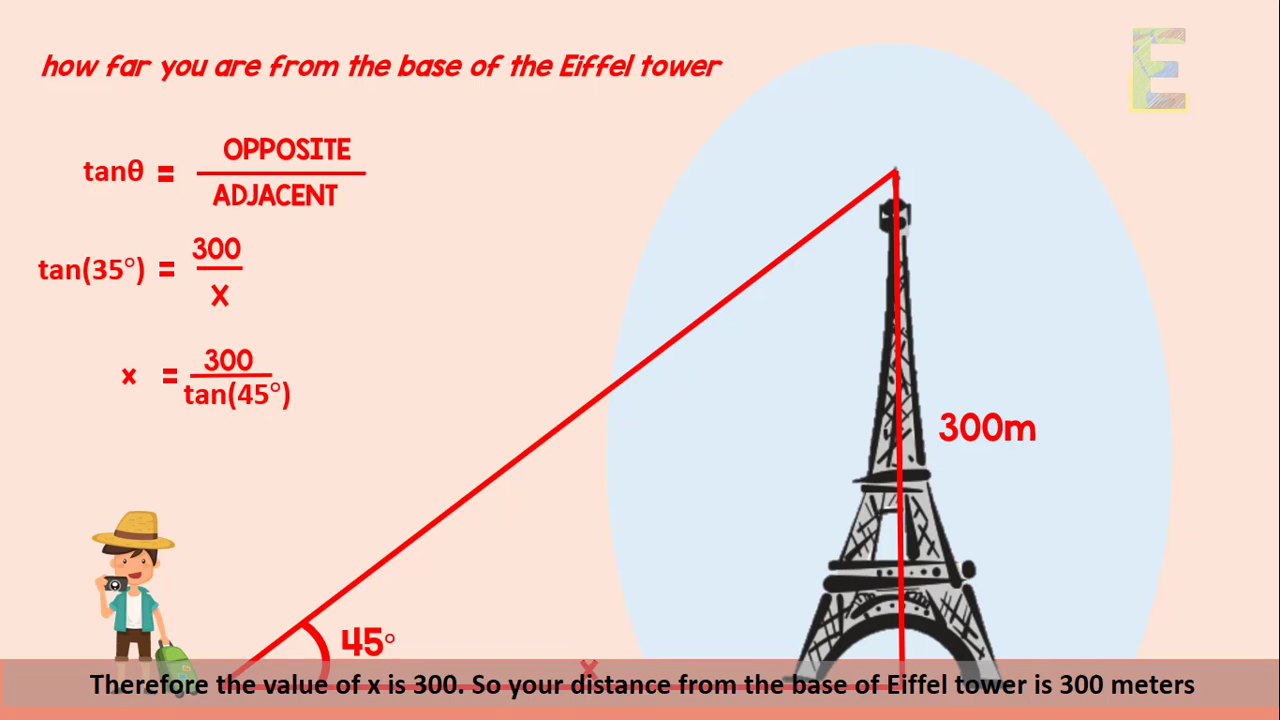 how far you are from the base of the Eiffel tower
E
tanθ = OPPOSITE
ADJACENT
tan(35°) = 300
x
x = 300
tan(45°)
300m
45°
x
Therefore the value of x is 300. So your distance from the base of Eiffel tower is 300 meters